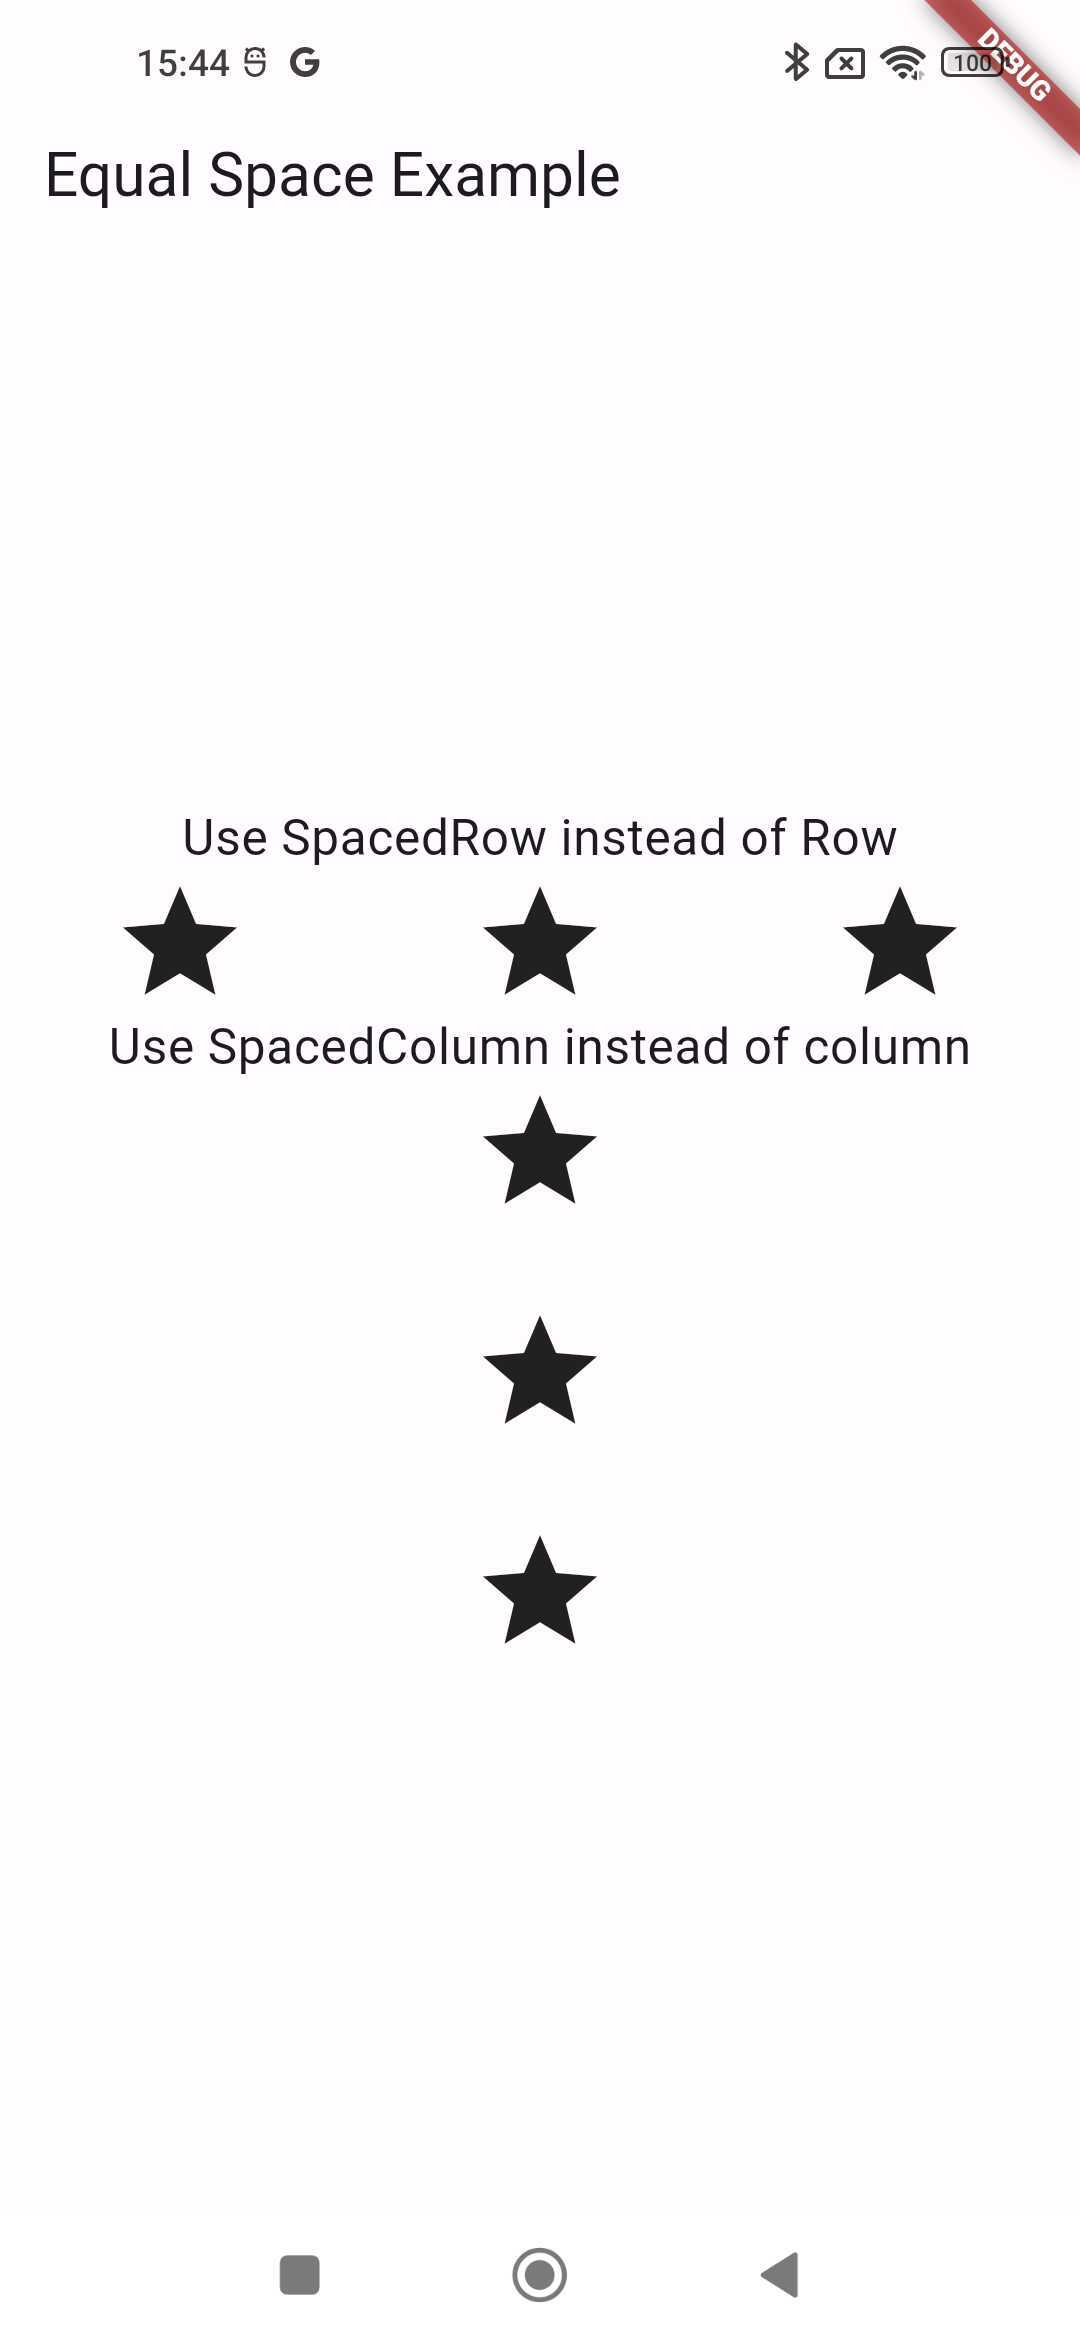 15:44
100
DEBUG
Equal Space Example
Use SpacedRow instead of Row
Use SpacedColumn instead of column